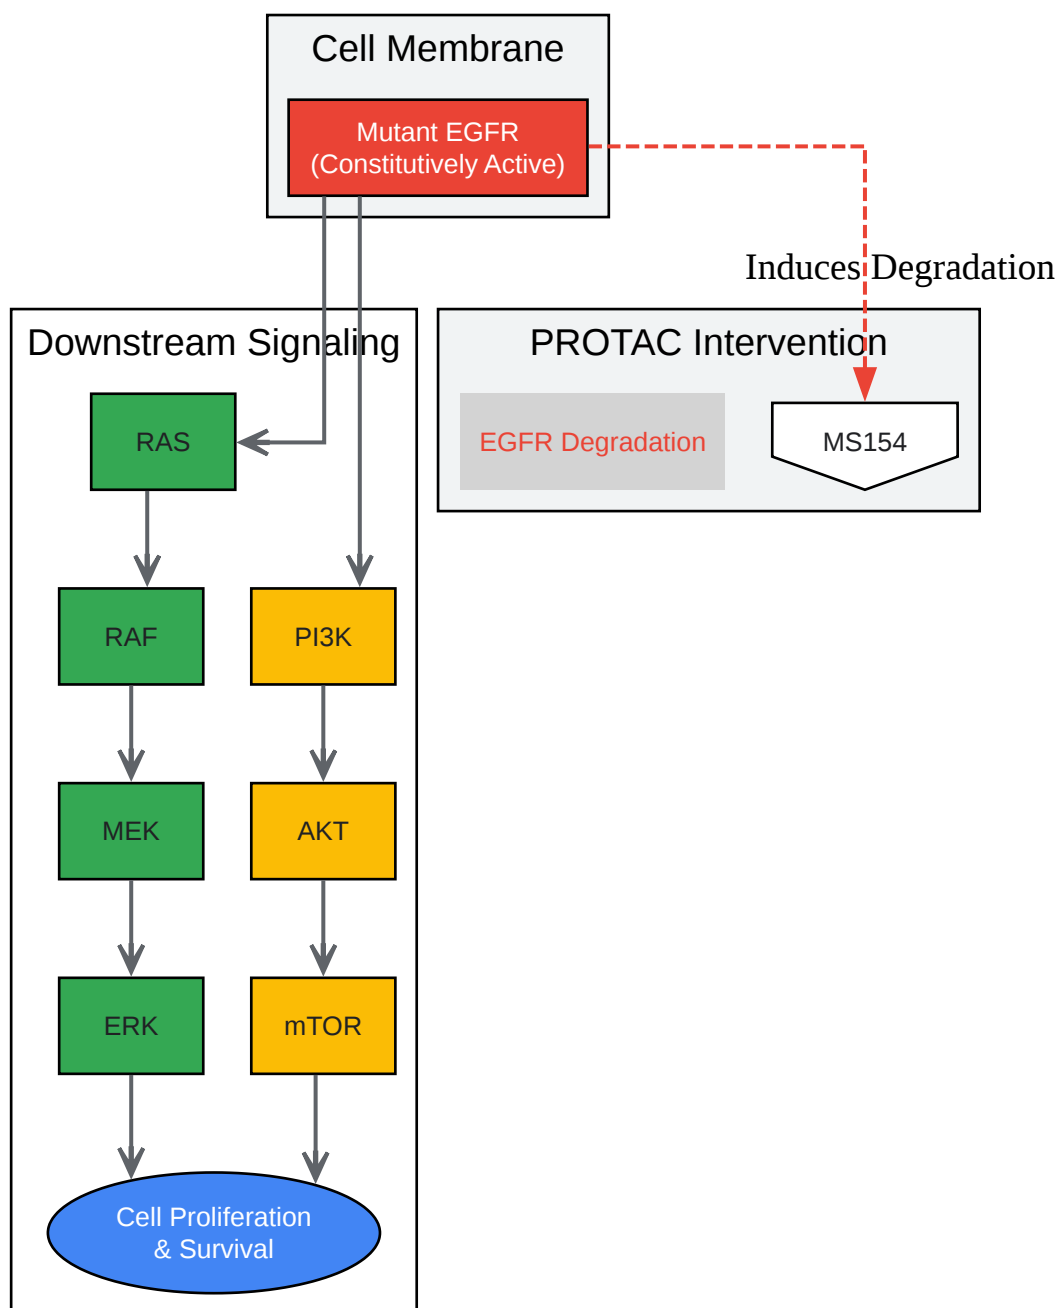 Cell Membrane
Mutant EGFR
(Constitutively Active)
Induces Degradation
Downstream Signaling
PROTAC Intervention
RAS
EGFR Degradation
MS154
RAF
PI3K
MEK
AKT
ERK
mTOR
Cell Proliferation
& Survival